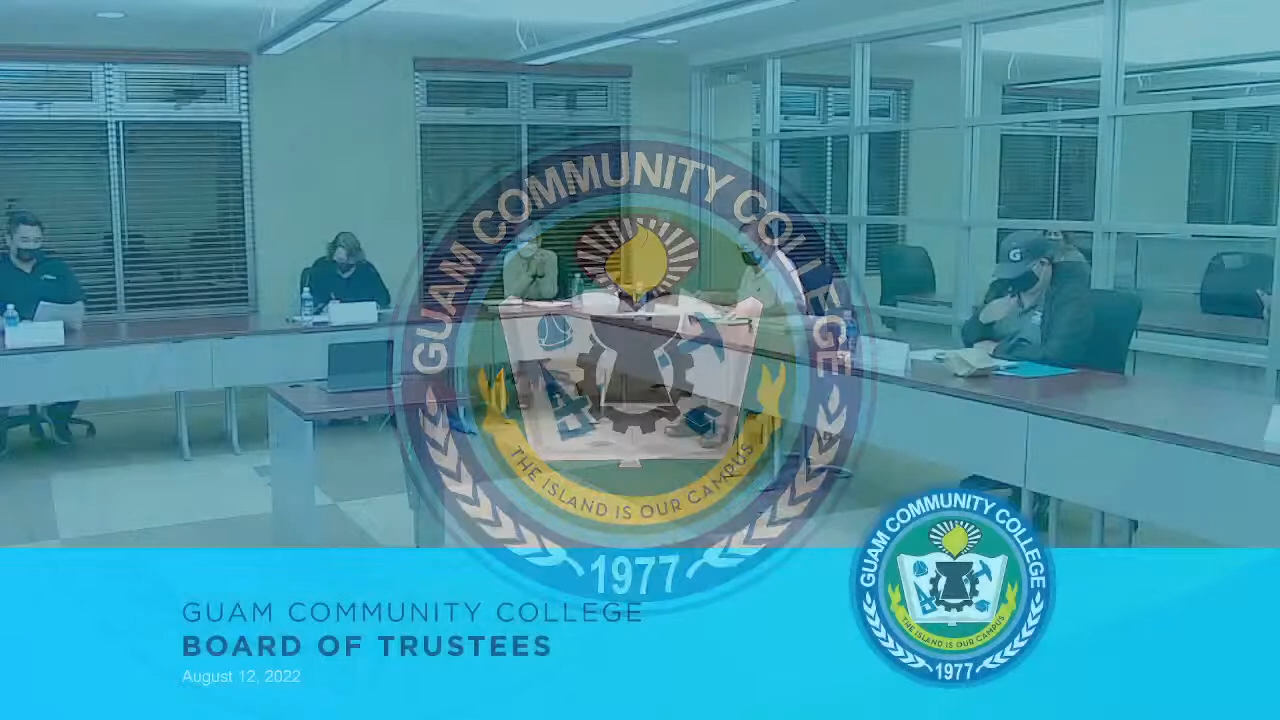 GUAM COMMUNITY COLLEGE
THE ISLAND IS OUR CAMPUS
1977
G
GUAM COMMUNITY COLLEGE
BOARD OF TRUSTEES
August 12, 2022
GUAM COMMUNITY COLLEGE
THE ISLAND IS OUR CAMPUS
1977